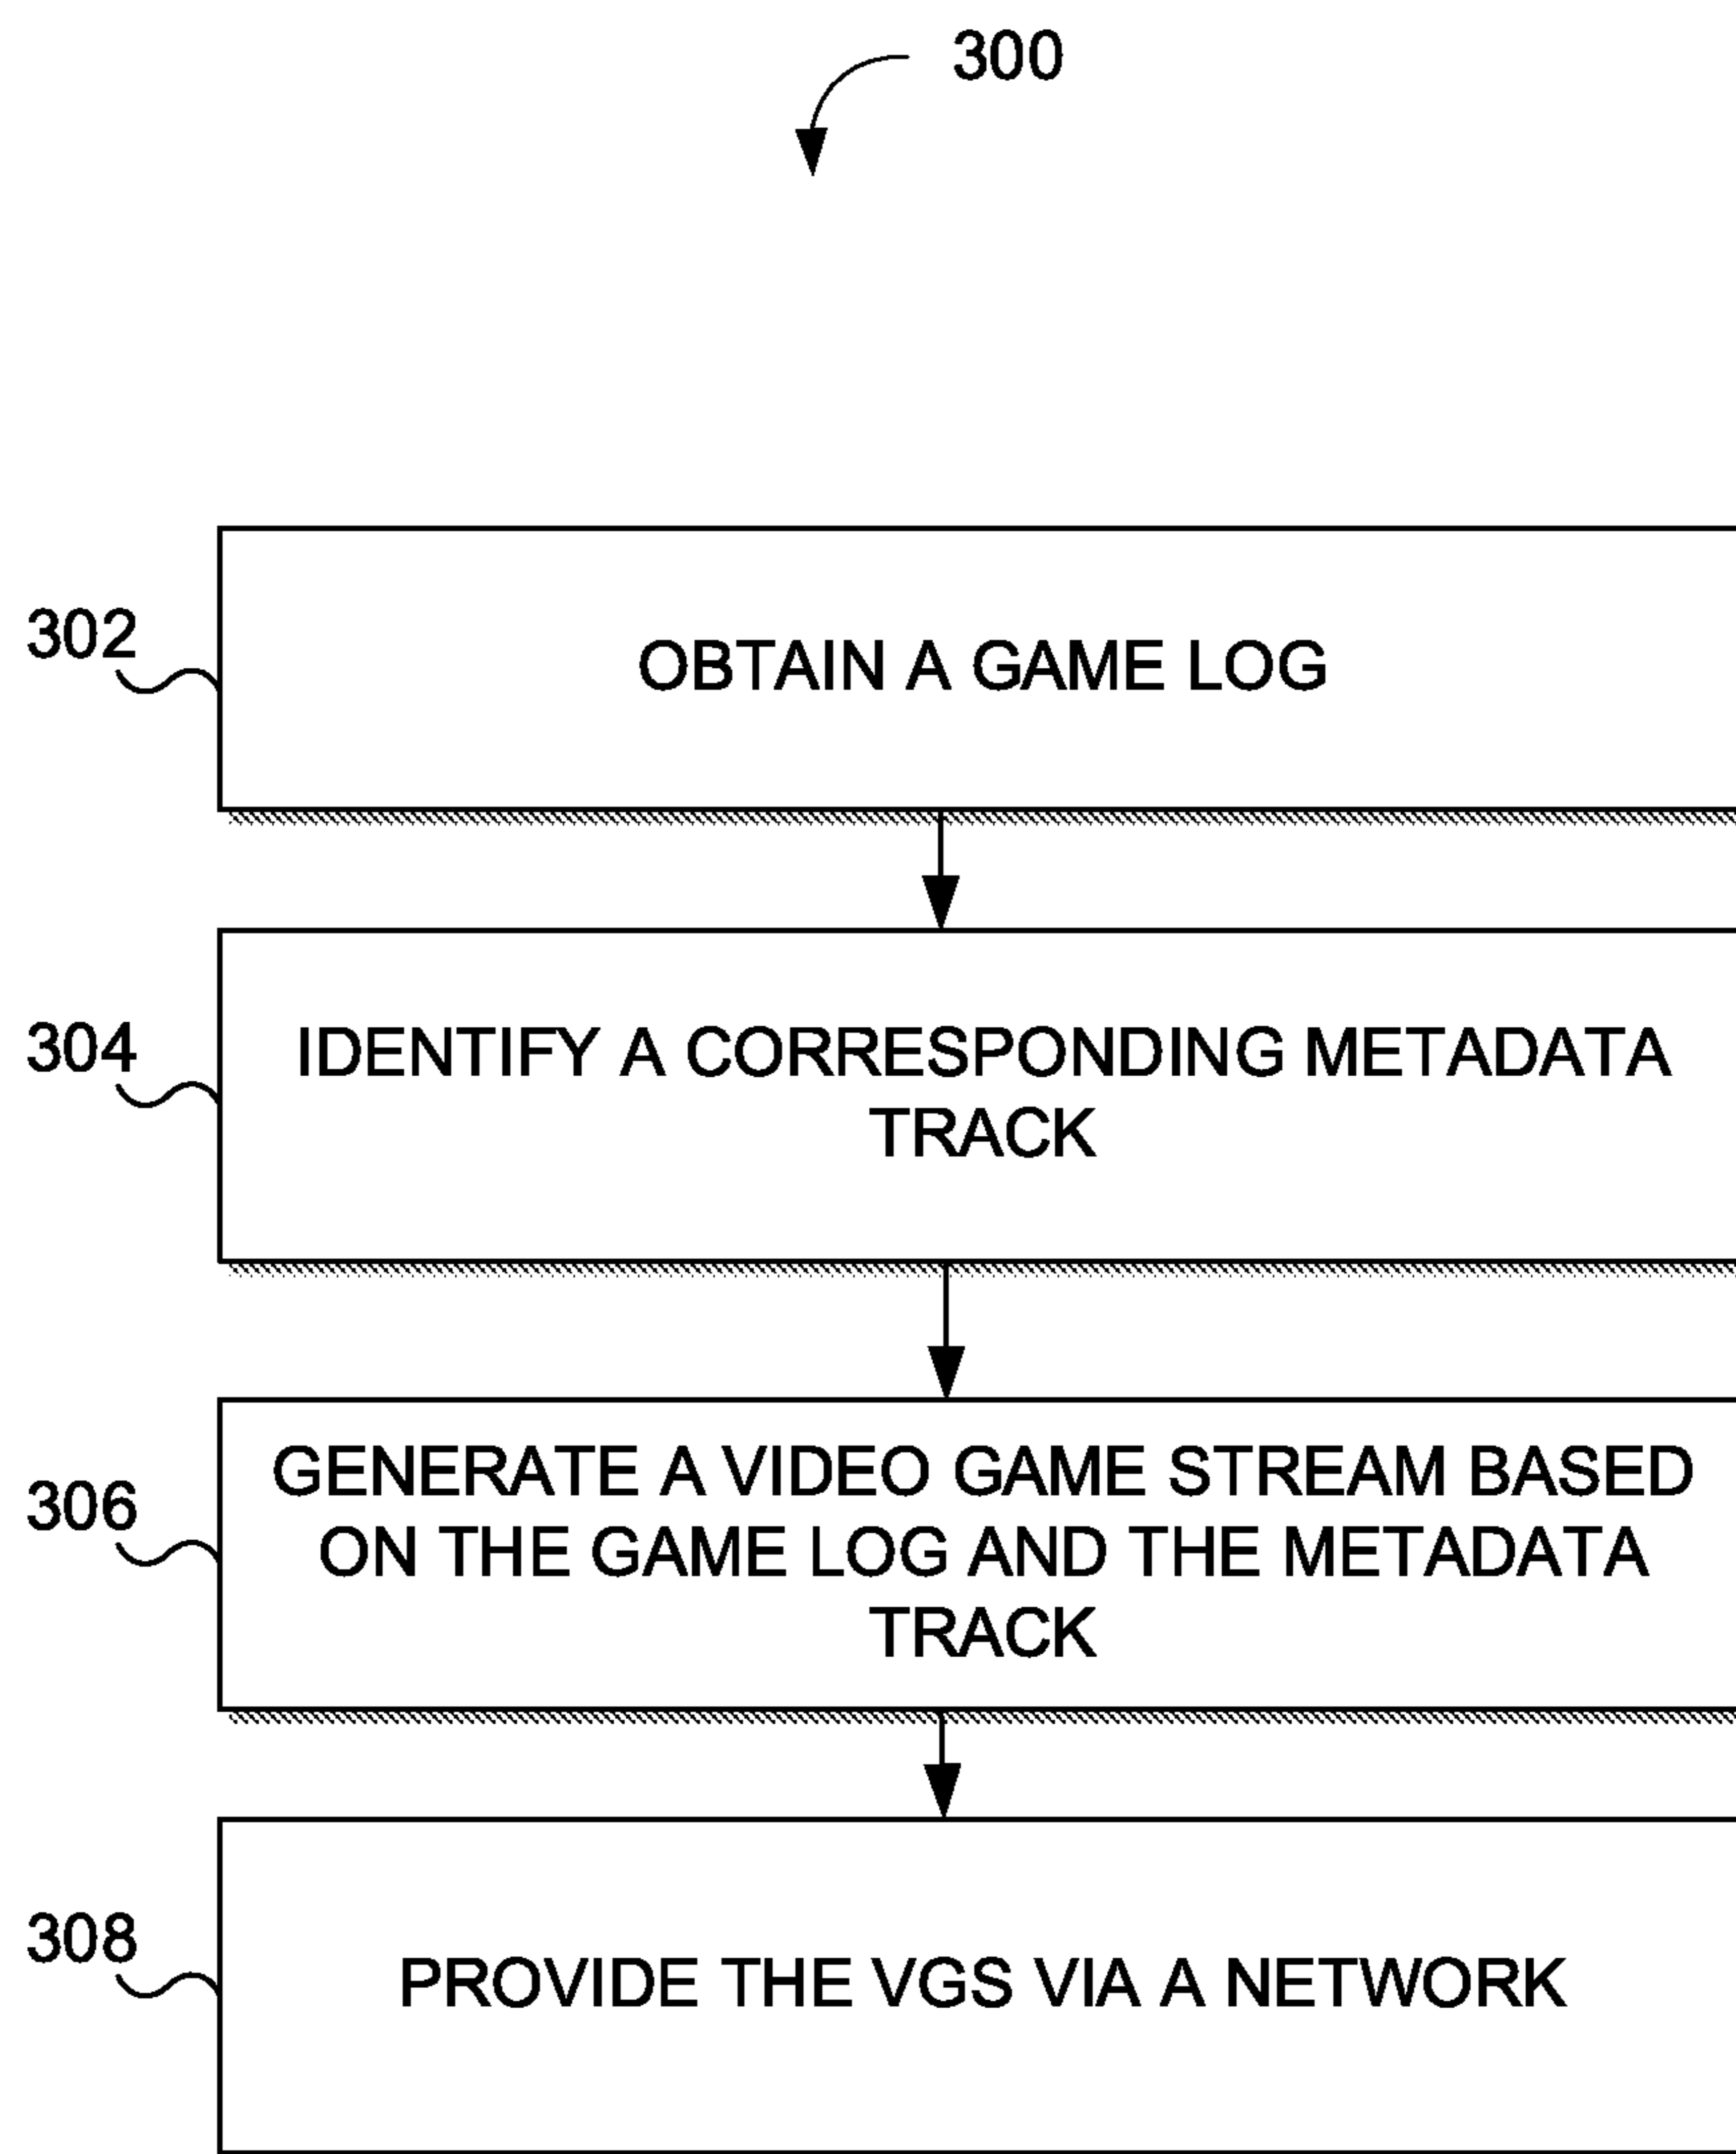 300
302
OBTAIN A GAME LOG
304
IDENTIFY A CORRESPONDING METADATA
TRACK
306
GENERATE A VIDEO GAME STREAM BASED
ON THE GAME LOG AND THE METADATA
TRACK
308
PROVIDE THE VGS VIA A NETWORK